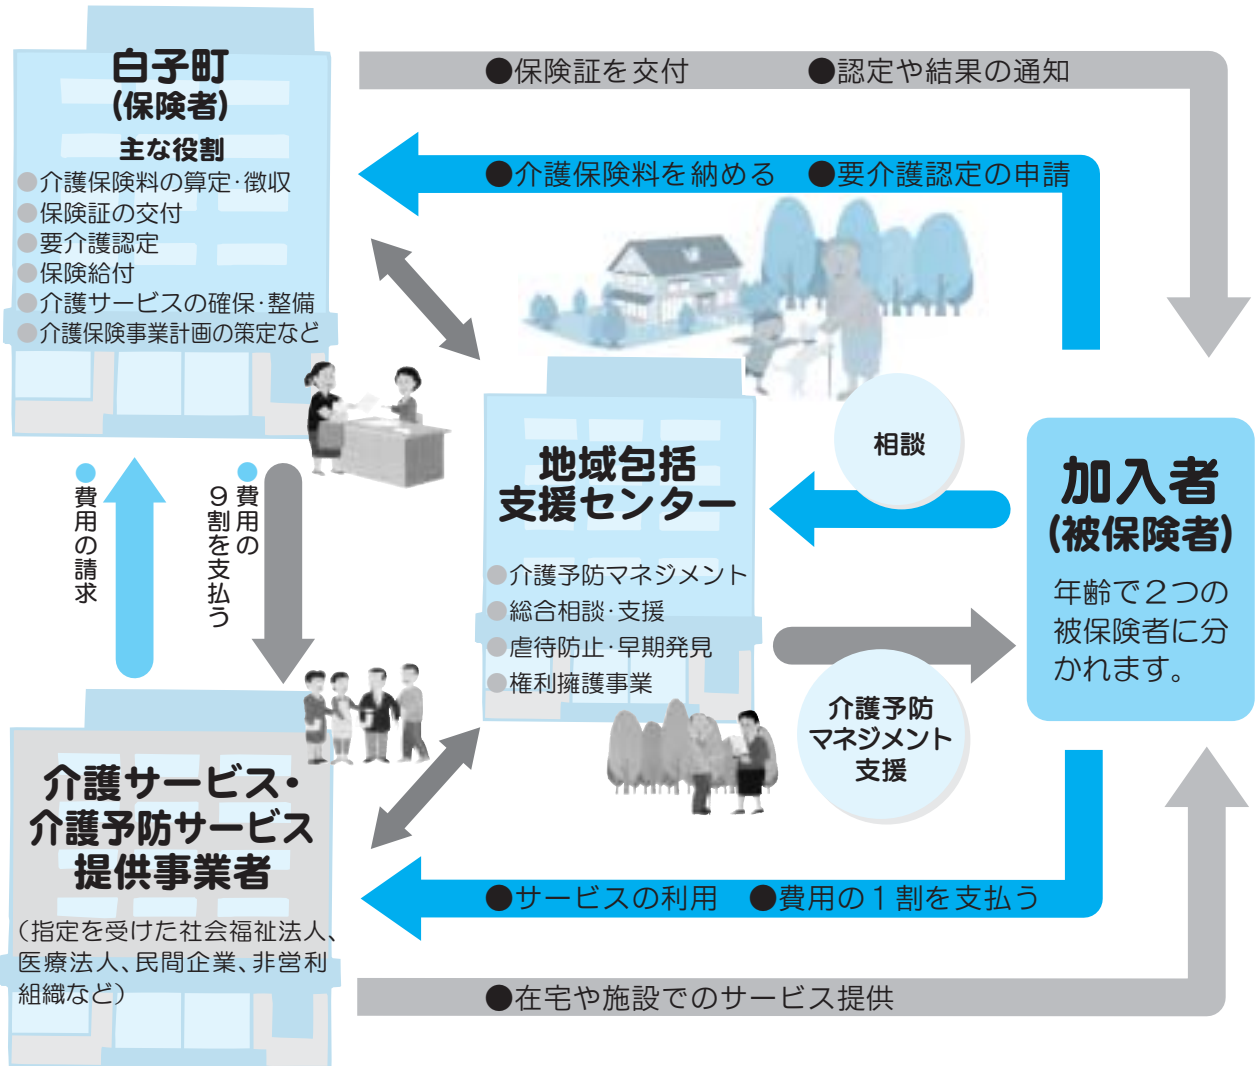 白子町
(保険者)
主な役割
●介護保険料の算定･徴収
●保険証の交付
●要介護認定
●保険給付
●介護サービスの確保･整備
●介護保険事業計画の策定など
●保険証を交付 ●認定や結果の通知
●介護保険料を納める ●要介護認定の申請
●費用の請求
●費用の
９割を支払う
地域包括
支援センター
●介護予防マネジメント
●総合相談･支援
●虐待防止･早期発見
●権利擁護事業
相談
介護予防
マネジメント
支援
加入者
(被保険者)
年齢で２つの
被保険者に分
かれます。
介護サービス・
介護予防サービス
提供事業者
（指定を受けた社会福祉法人、
医療法人、民間企業、非営利
組織など）
●サービスの利用 ●費用の１割を支払う
●在宅や施設でのサービス提供